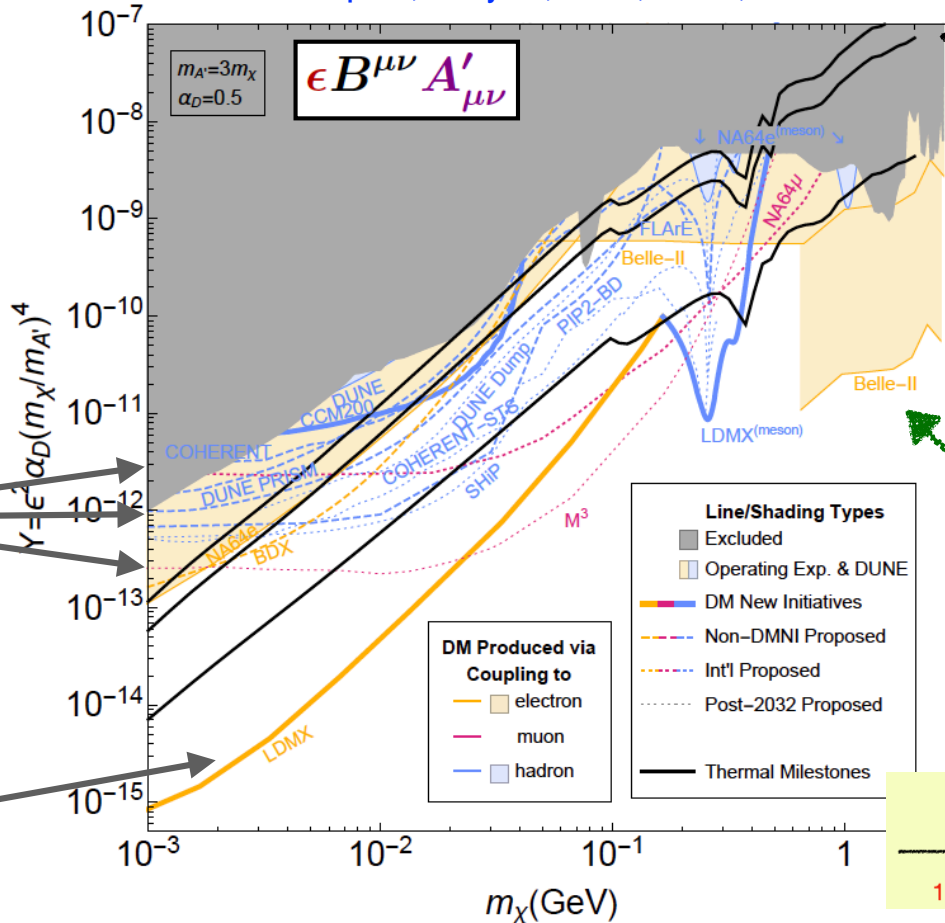 10⁻⁷
10⁻⁸
10⁻⁹
10⁻¹⁰
10⁻¹¹
10⁻¹²
10⁻¹³
10⁻¹⁴
10⁻¹⁵
Y=ϵ²α_D(m_χ/m_A')⁴
m_A'=3m_χ
α_D=0.5
ϵB^{μν} A'_{μν}
NA64e(meson)
NA64μ
FLArE
Belle-II
PIP2-BD
DUNE
CCM200
DUNE Dump
COHERENT
DUNE PRISM
COHERENT-STS
SHiP
NA64e
BDX
LDMX(meson)
Belle-II
M³
LDMX
DM Produced via
Coupling to
electron
muon
hadron
Line/Shading Types
Excluded
Operating Exp. & DUNE
DM New Initiatives
Non-DMNI Proposed
Int'l Proposed
Post-2032 Proposed
Thermal Milestones
10⁻³
10⁻²
10⁻¹
1
m_χ(GeV)
1